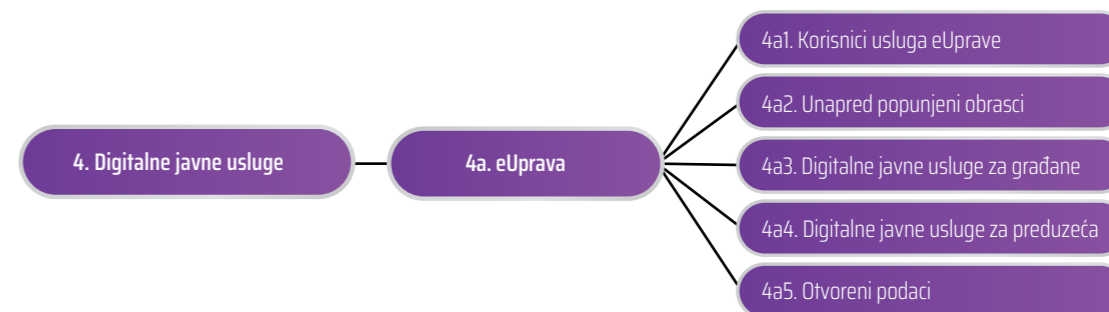 4. Digitalne javne usluge
4a. eUprava
4a1. Korisnici usluga eUprave
4a2. Unapred popunjeni obrasci
4a3. Digitalne javne usluge za građane
4a4. Digitalne javne usluge za preduzeća
4a5. Otvoreni podaci